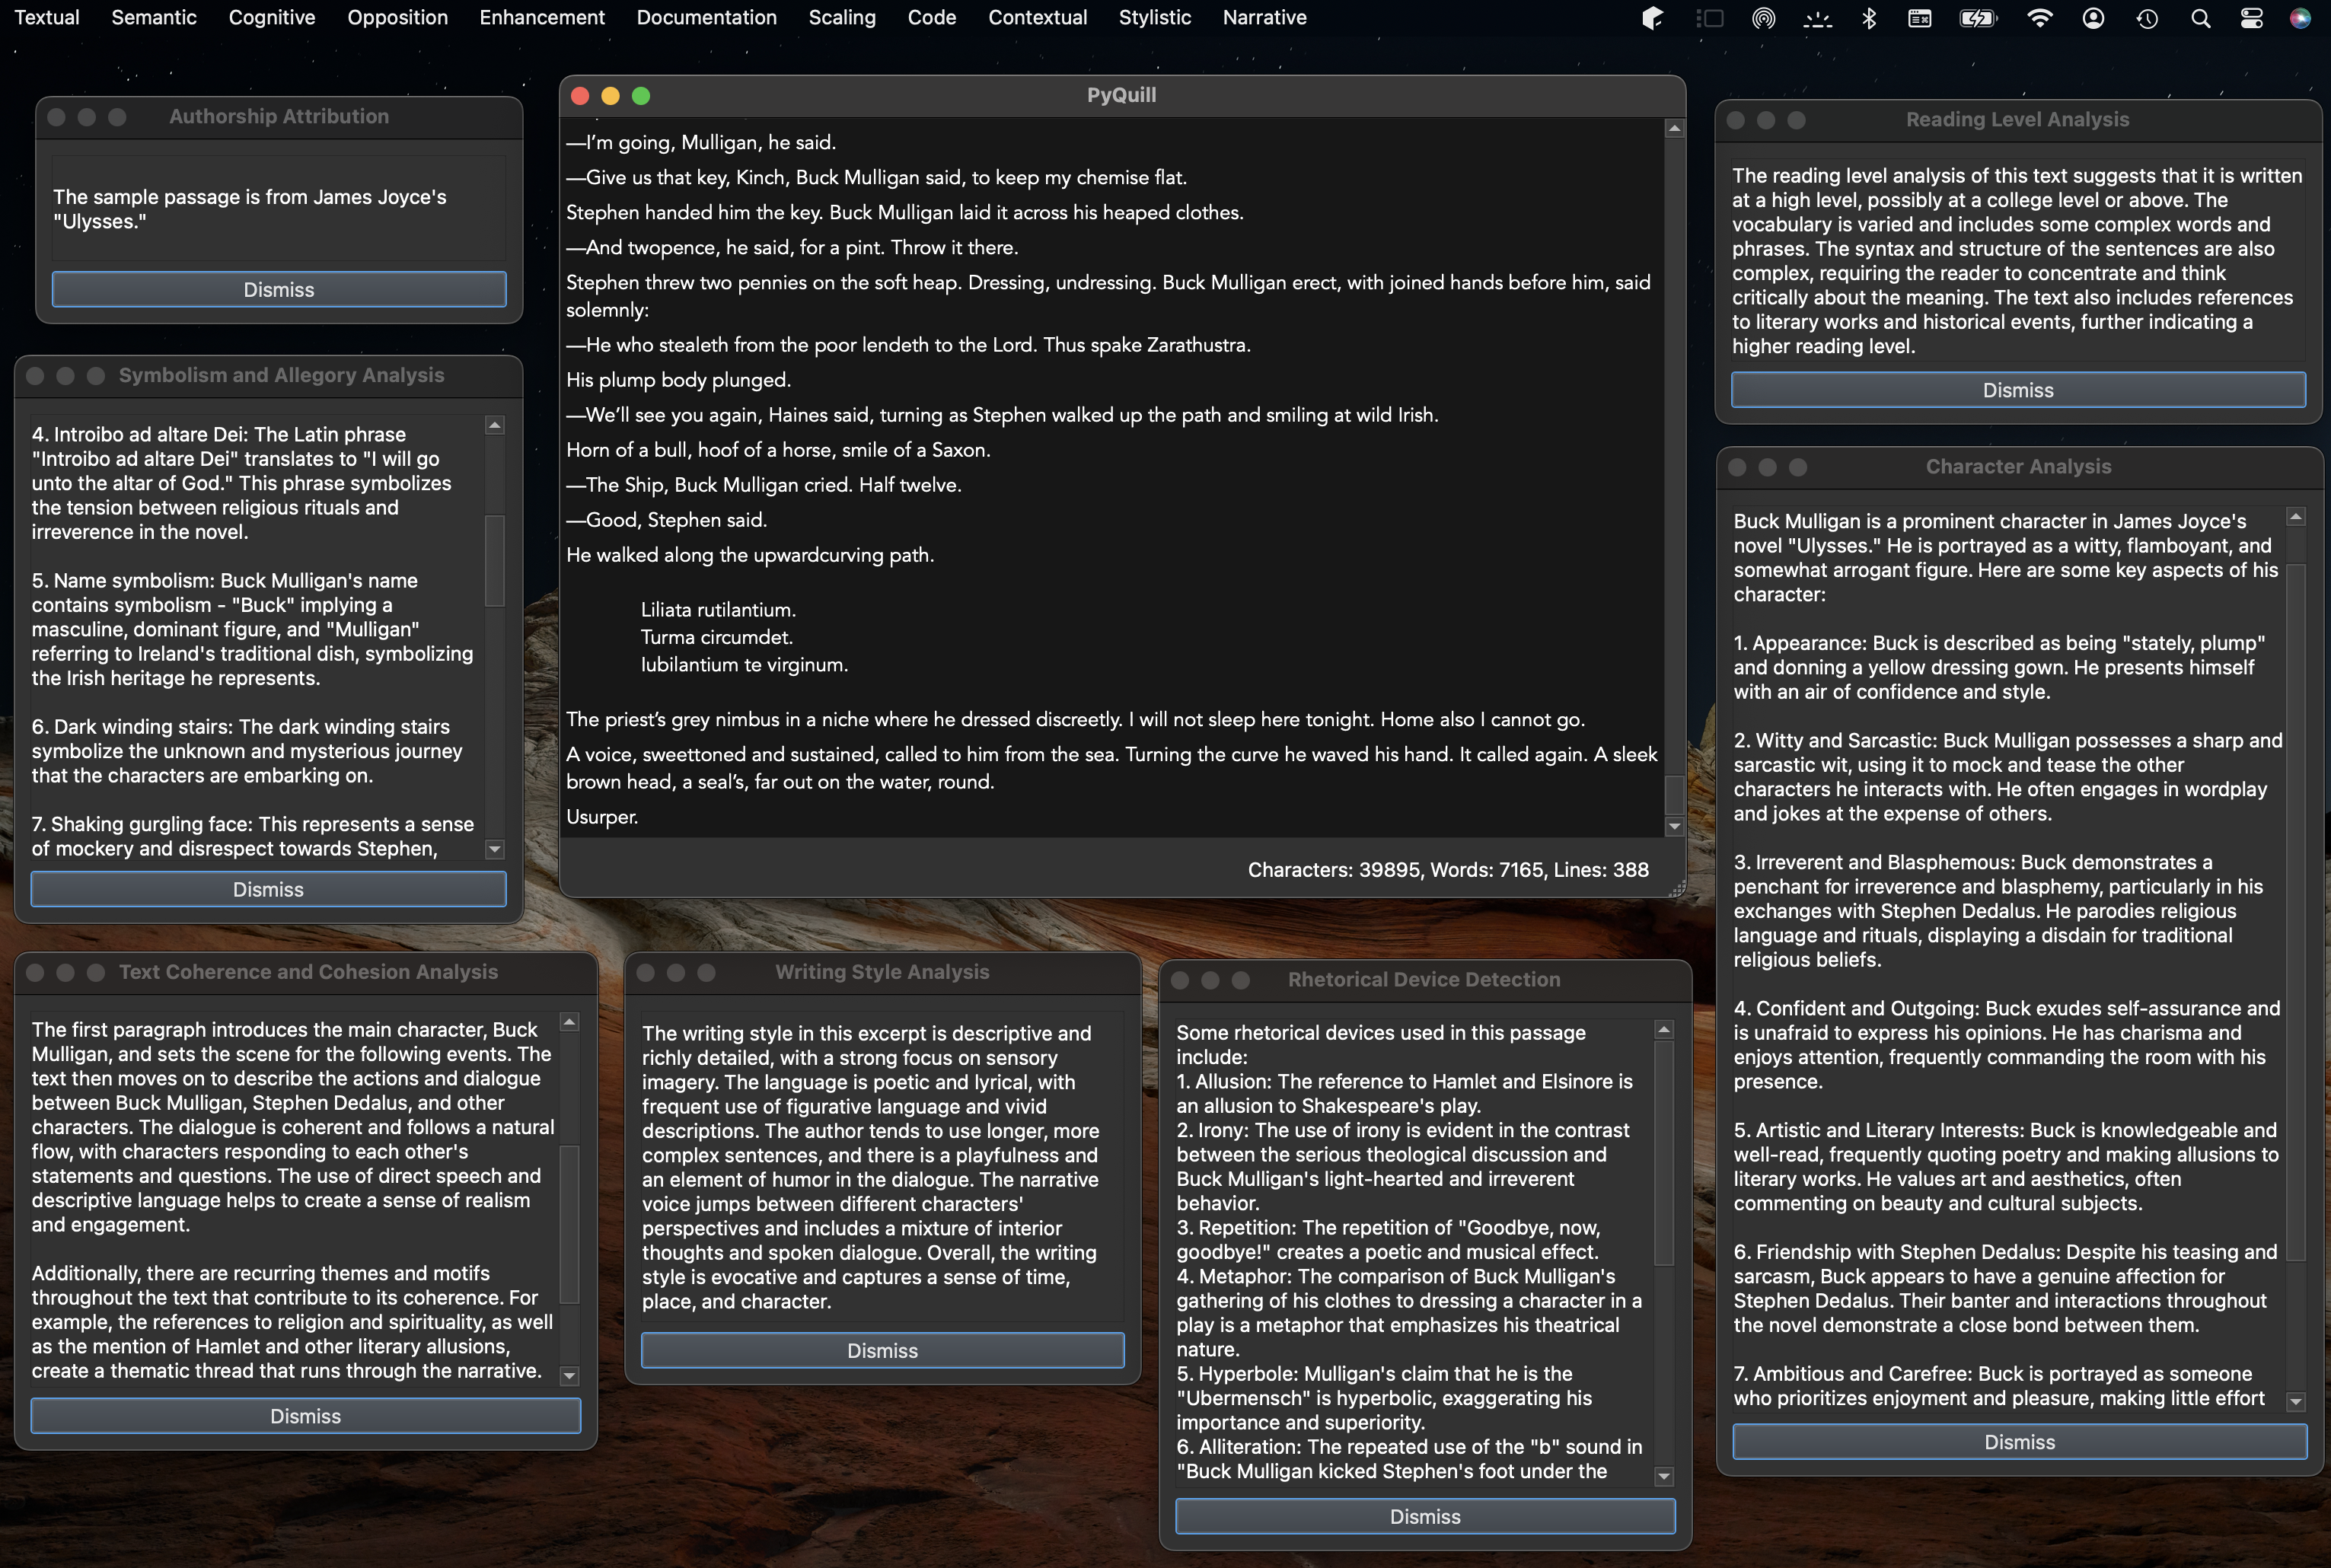 Textual Semantic Cognitive Opposition Enhancement Documentation Scaling Code Contextual Stylistic Narrative
Authorship Attribution
The sample passage is from James Joyce's
"Ulysses."
Dismiss
Symbolism and Allegory Analysis
4. Introibo ad altare Dei: The Latin phrase
"Introibo ad altare Dei" translates to "I will go
unto the altar of God." This phrase symbolizes
the tension between religious rituals and
irreverence in the novel.
5. Name symbolism: Buck Mulligan's name
contains symbolism - "Buck" implying a
masculine, dominant figure, and "Mulligan"
referring to Ireland's traditional dish, symbolizing
the Irish heritage he represents.
6. Dark winding stairs: The dark winding stairs
symbolize the unknown and mysterious journey
that the characters are embarking on.
7. Shaking gurgling face: This represents a sense
of mockery and disrespect towards Stephen,
Dismiss
PyQuill
—I’m going, Mulligan, he said.
—Give us that key, Kinch, Buck Mulligan said, to keep my chemise flat.
Stephen handed him the key. Buck Mulligan laid it across his heaped clothes.
—And twopence, he said, for a pint. Throw it there.
Stephen threw two pennies on the soft heap. Dressing, undressing. Buck Mulligan erect, with joined hands before him, said
solemnly:
—He who stealeth from the poor lendeth to the Lord. Thus spake Zarathustra.
His plump body plunged.
—We’ll see you again, Haines said, turning as Stephen walked up the path and smiling at wild Irish.
Horn of a bull, hoof of a horse, smile of a Saxon.
—The Ship, Buck Mulligan cried. Half twelve.
—Good, Stephen said.
He walked along the upwardcurving path.
Liliata rutilantium.
Turma circumdet.
Iubilantium te virginum.
The priest’s grey nimbus in a niche where he dressed discreetly. I will not sleep here tonight. Home also I cannot go.
A voice, sweettoned and sustained, called to him from the sea. Turning the curve he waved his hand. It called again. A sleek
brown head, a seal’s, far out on the water, round.
Usurper.
Characters: 39895, Words: 7165, Lines: 388
Reading Level Analysis
The reading level analysis of this text suggests that it is written
at a high level, possibly at a college level or above. The
vocabulary is varied and includes some complex words and
phrases. The syntax and structure of the sentences are also
complex, requiring the reader to concentrate and think
critically about the meaning. The text also includes references
to literary works and historical events, further indicating a
higher reading level.
Dismiss
Character Analysis
Buck Mulligan is a prominent character in James Joyce's
novel "Ulysses." He is portrayed as a witty, flamboyant, and
somewhat arrogant figure. Here are some key aspects of his
character:
1. Appearance: Buck is described as being "stately, plump"
and donning a yellow dressing gown. He presents himself
with an air of confidence and style.
2. Witty and Sarcastic: Buck Mulligan possesses a sharp and
sarcastic wit, using it to mock and tease the other
characters he interacts with. He often engages in wordplay
and jokes at the expense of others.
3. Irreverent and Blasphemous: Buck demonstrates a
penchant for irreverence and blasphemy, particularly in his
exchanges with Stephen Dedalus. He parodies religious
language and rituals, displaying a disdain for traditional
religious beliefs.
4. Confident and Outgoing: Buck exudes self-assurance and
is unafraid to express his opinions. He has charisma and
enjoys attention, frequently commanding the room with his
presence.
5. Artistic and Literary Interests: Buck is knowledgeable and
well-read, frequently quoting poetry and making allusions to
literary works. He values art and aesthetics, often
commenting on beauty and cultural subjects.
6. Friendship with Stephen Dedalus: Despite his teasing and
sarcasm, Buck appears to have a genuine affection for
Stephen Dedalus. Their banter and interactions throughout
the novel demonstrate a close bond between them.
7. Ambitious and Carefree: Buck is portrayed as someone
who prioritizes enjoyment and pleasure, making little effort
Dismiss
Text Coherence and Cohesion Analysis
The first paragraph introduces the main character, Buck
Mulligan, and sets the scene for the following events. The
text then moves on to describe the actions and dialogue
between Buck Mulligan, Stephen Dedalus, and other
characters. The dialogue is coherent and follows a natural
flow, with characters responding to each other's
statements and questions. The use of direct speech and
descriptive language helps to create a sense of realism
and engagement.
Additionally, there are recurring themes and motifs
throughout the text that contribute to its coherence. For
example, the references to religion and spirituality, as well
as the mention of Hamlet and other literary allusions,
create a thematic thread that runs through the narrative.
Dismiss
Writing Style Analysis
The writing style in this excerpt is descriptive and
richly detailed, with a strong focus on sensory
imagery. The language is poetic and lyrical, with
frequent use of figurative language and vivid
descriptions. The author tends to use longer, more
complex sentences, and there is a playfulness and
an element of humor in the dialogue. The narrative
voice jumps between different characters'
perspectives and includes a mixture of interior
thoughts and spoken dialogue. Overall, the writing
style is evocative and captures a sense of time,
place, and character.
Dismiss
Rhetorical Device Detection
Some rhetorical devices used in this passage
include:
1. Allusion: The reference to Hamlet and Elsinore is
an allusion to Shakespeare's play.
2. Irony: The use of irony is evident in the contrast
between the serious theological discussion and
Buck Mulligan's light-hearted and irreverent
behavior.
3. Repetition: The repetition of "Goodbye, now,
goodbye!" creates a poetic and musical effect.
4. Metaphor: The comparison of Buck Mulligan's
gathering of his clothes to dressing a character in a
play is a metaphor that emphasizes his theatrical
nature.
5. Hyperbole: Mulligan's claim that he is the
"Ubermensch" is hyperbolic, exaggerating his
importance and superiority.
6. Alliteration: The repeated use of the "b" sound in
"Buck Mulligan kicked Stephen's foot under the
Dismiss